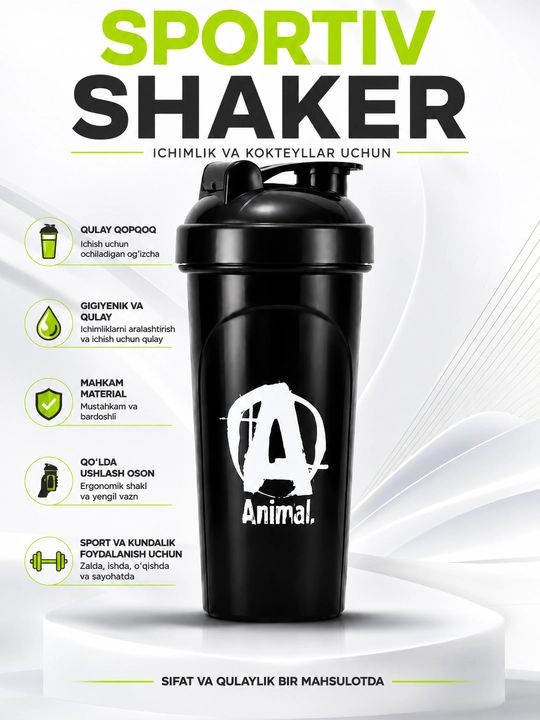 SPORTIV
SHAKER
ICHIMLIK VA KOKTEYLLAR UCHUN
QULAY QOPQOQ
Ichish uchun
ochiladigan og‘izcha
GIGIYENIK VA
QULAY
Ichimliklarni aralashtirish
va ichish uchun qulay
MAHKAM
MATERIAL
Mustahkam va
bardoshli
QO‘LDA
USHLASH OSON
Ergonomik shakl
va yengil vazn
SPORT VA KUNDALIK
FOYDALANISH UCHUN
Zalda, ishda, o‘qishda
va sayohatda
A
Animal.
SIFAT VA QULAYLIK BIR MAHSULOTDA